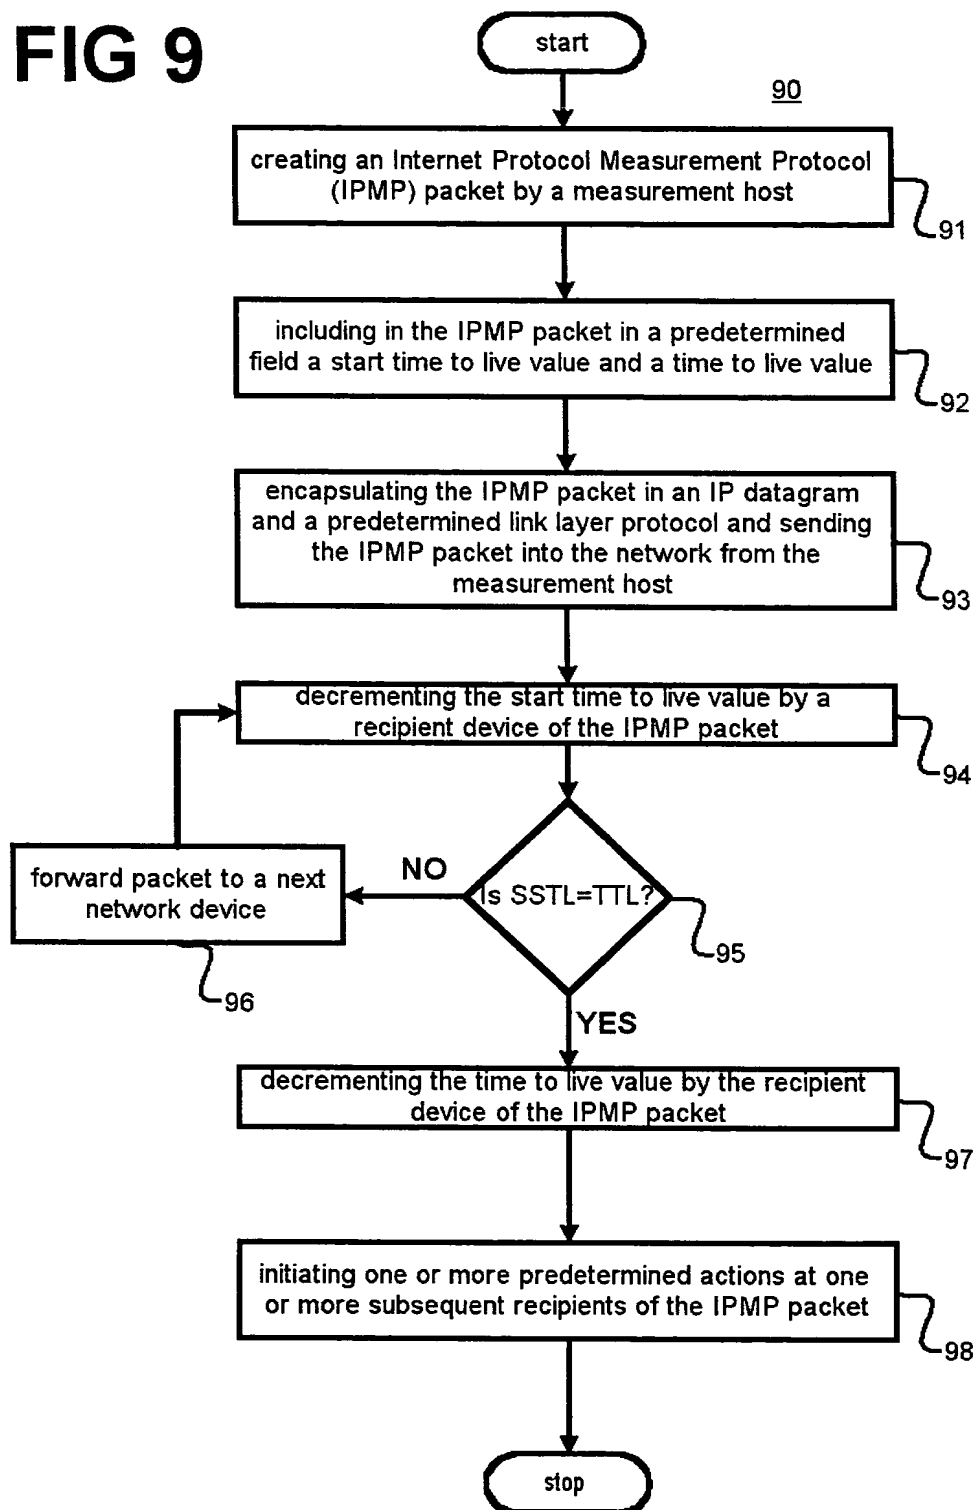 FIG 9
start
90
creating an Internet Protocol Measurement Protocol
(IPMP) packet by a measurement host
91
including in the IPMP packet in a predetermined
field a start time to live value and a time to live value
92
encapsulating the IPMP packet in an IP datagram
and a predetermined link layer protocol and sending
the IPMP packet into the network from the
measurement host
93
decrementing the start time to live value by a
recipient device of the IPMP packet
94
NO
forward packet to a next
network device
Is SSTL=TTL?
95
96
YES
decrementing the time to live value by the recipient
device of the IPMP packet
97
initiating one or more predetermined actions at one
or more subsequent recipients of the IPMP packet
98
stop